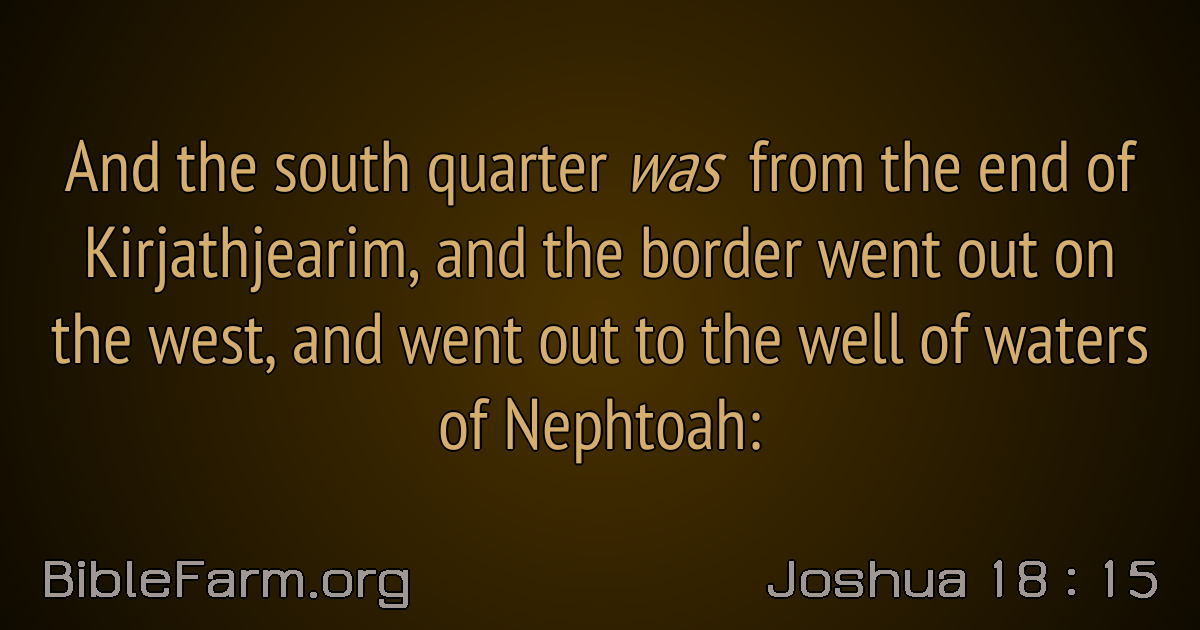 And the south quarter was from the end of
Kirjathjearim, and the border went out on
the west, and went out to the well of waters
of Nephtoah:
BibleFarm.org
Joshua 18 : 15